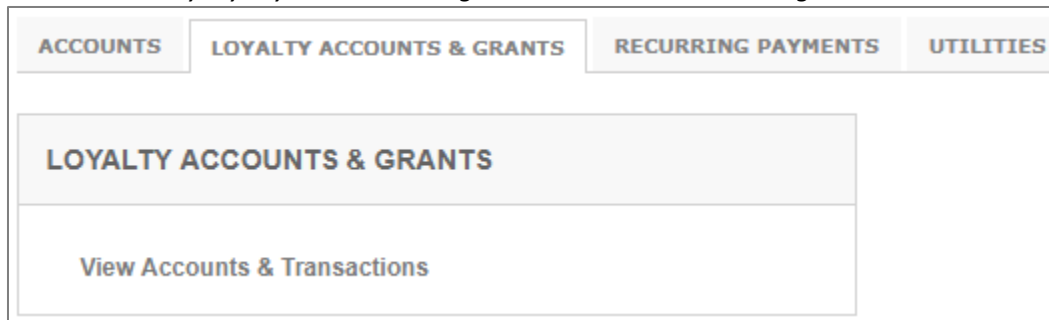 ACCOUNTS LOYALTY ACCOUNTS & GRANTS RECURRING PAYMENTS UTILITIES
LOYALTY ACCOUNTS & GRANTS
View Accounts & Transactions